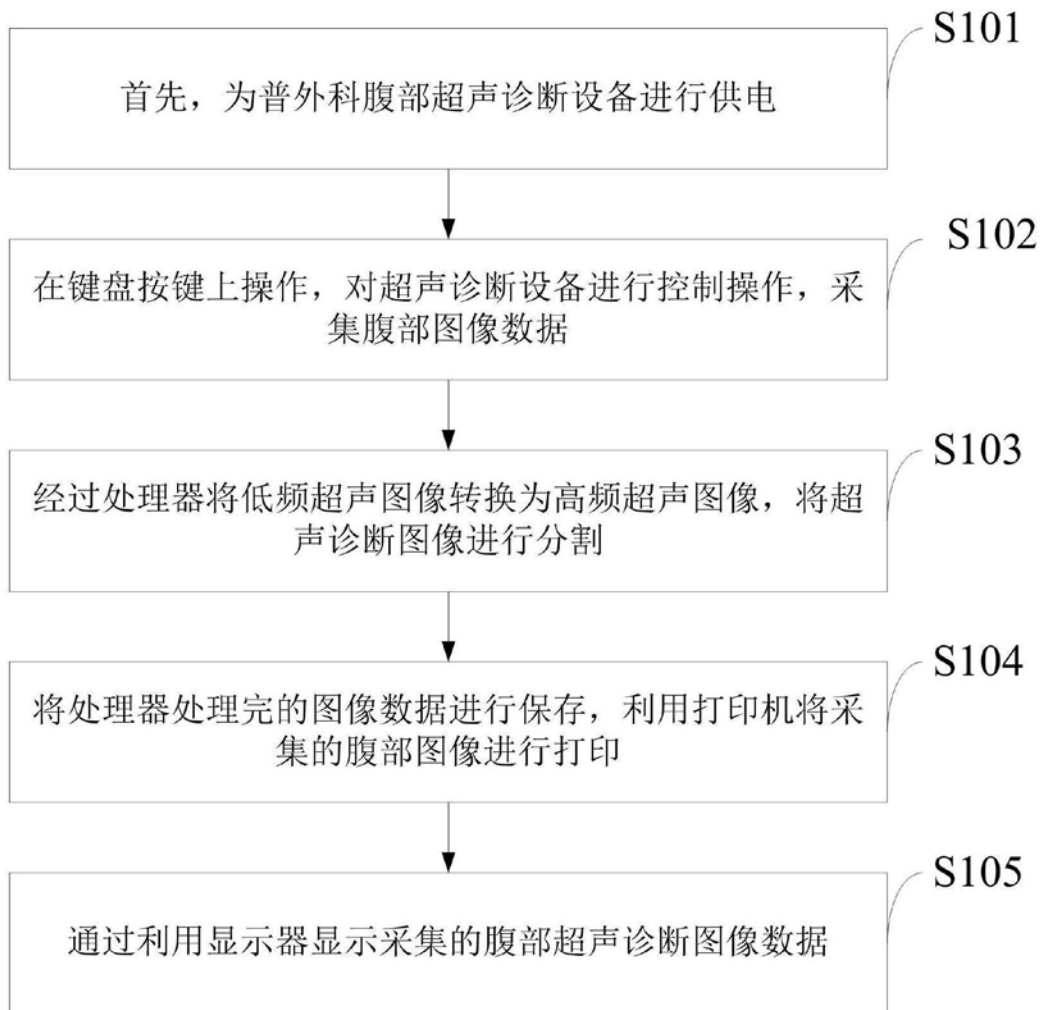 S101
首先，为普外科腹部超声诊断设备进行供电
S102
在键盘按键上操作，对超声诊断设备进行控制操作，采
集腹部图像数据
S103
经过处理器将低频超声图像转换为高频超声图像，将超
声诊断图像进行分割
S104
将处理器处理完的图像数据进行保存，利用打印机将采
集的腹部图像进行打印
S105
通过利用显示器显示采集的腹部超声诊断图像数据